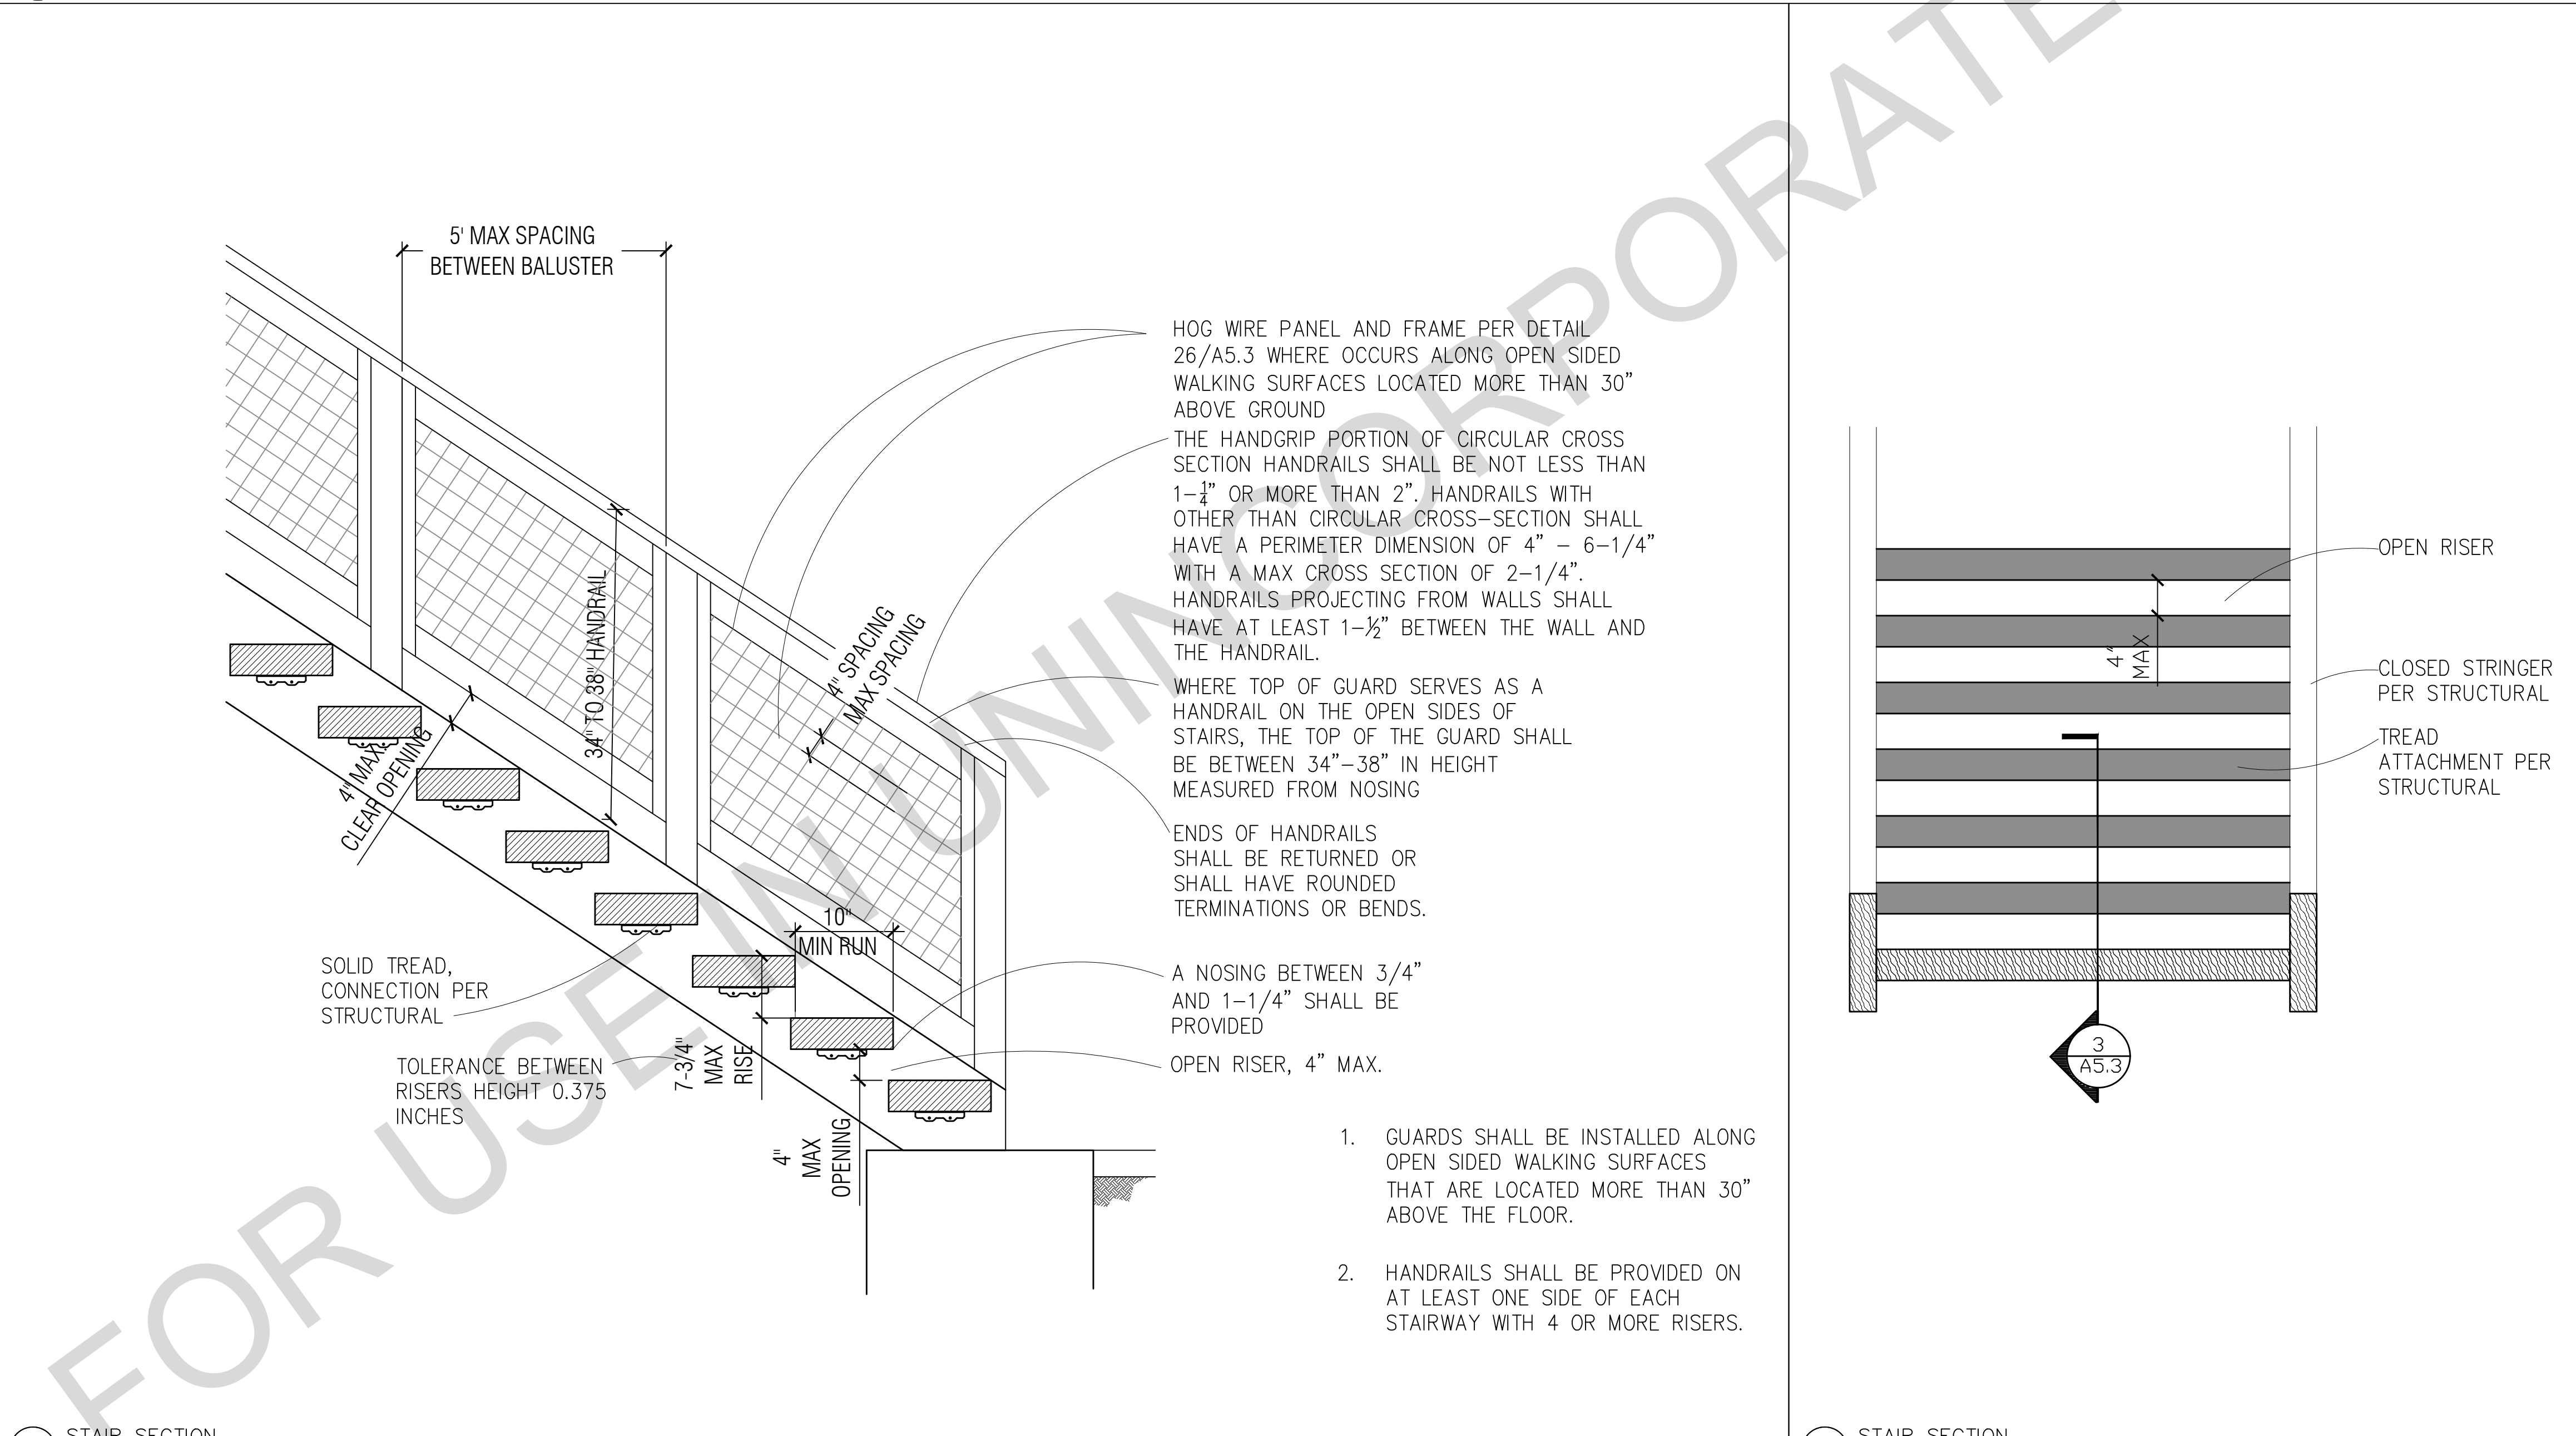 5' MAX SPACING
BETWEEN BALUSTER
HOG WIRE PANEL AND FRAME PER DETAIL
26/A5.3 WHERE OCCURS ALONG OPEN SIDED
WALKING SURFACES LOCATED MORE THAN 30”
ABOVE GROUND
THE HANDGRIP PORTION OF CIRCULAR CROSS
SECTION HANDRAILS SHALL BE NOT LESS THAN
1-¼” OR MORE THAN 2”. HANDRAILS WITH
OTHER THAN CIRCULAR CROSS-SECTION SHALL
HAVE A PERIMETER DIMENSION OF 4” - 6-1/4”
WITH A MAX CROSS SECTION OF 2-1/4”.
HANDRAILS PROJECTING FROM WALLS SHALL
HAVE AT LEAST 1-½” BETWEEN THE WALL AND
THE HANDRAIL.
WHERE TOP OF GUARD SERVES AS A
HANDRAIL ON THE OPEN SIDES OF
STAIRS, THE TOP OF THE GUARD SHALL
BE BETWEEN 34”-38” IN HEIGHT
MEASURED FROM NOSING
ENDS OF HANDRAILS
SHALL BE RETURNED OR
SHALL HAVE ROUNDED
TERMINATIONS OR BENDS.
A NOSING BETWEEN 3/4”
AND 1-1/4” SHALL BE
PROVIDED
OPEN RISER, 4” MAX.
34" TO 38" HANDRAIL
4" SPACING
MAX SPACING
4" MAX
CLEAR OPENING
10"
MIN RUN
7-3/4"
MAX
RISE
4"
MAX
OPENING
SOLID TREAD,
CONNECTION PER
STRUCTURAL
TOLERANCE BETWEEN
RISERS HEIGHT 0.375
INCHES
1. GUARDS SHALL BE INSTALLED ALONG
OPEN SIDED WALKING SURFACES
THAT ARE LOCATED MORE THAN 30”
ABOVE THE FLOOR.
2. HANDRAILS SHALL BE PROVIDED ON
AT LEAST ONE SIDE OF EACH
STAIRWAY WITH 4 OR MORE RISERS.
STAIR SECTION
OPEN RISER
4”
MAX
CLOSED STRINGER
PER STRUCTURAL
TREAD
ATTACHMENT PER
STRUCTURAL
3
A5.3
STAIR SECTION
FOR USE IN UNINCORPORATE